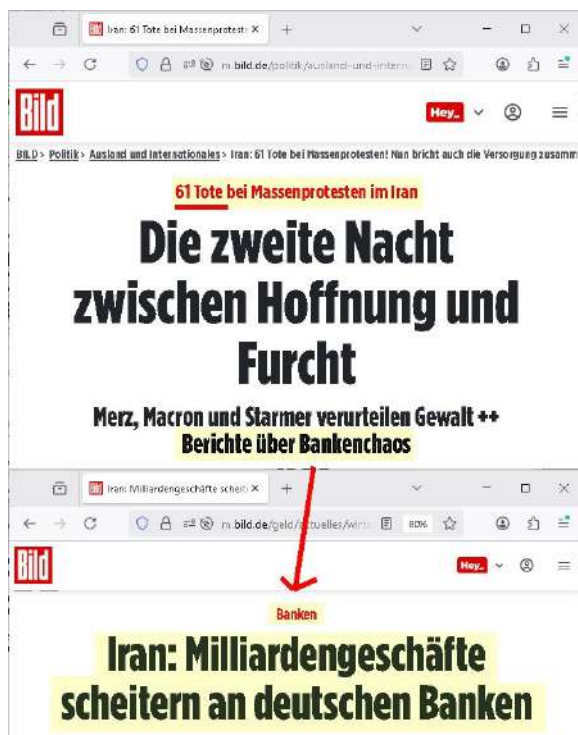 Iran: 61 Tote bei Massenproteste
m.bild.de/politik/ausland-und-intern
Bild
Hey_
BILD > Politik > Ausland und Internationales > Iran: 61 Tote bei Massenprotesten! Nun bricht auch die Versorgung zusamm
61 Tote bei Massenprotesten im Iran
Die zweite Nacht
zwischen Hoffnung und
Furcht
Merz, Macron und Starmer verurteilen Gewalt ++
Berichte über Bankenchaos
Iran: Milliardengeschäfte scheit
m.bild.de/geld/aktuelles/wirts
80%
Bild
Hey_
Banken
Iran: Milliardengeschäfte
scheitern an deutschen Banken